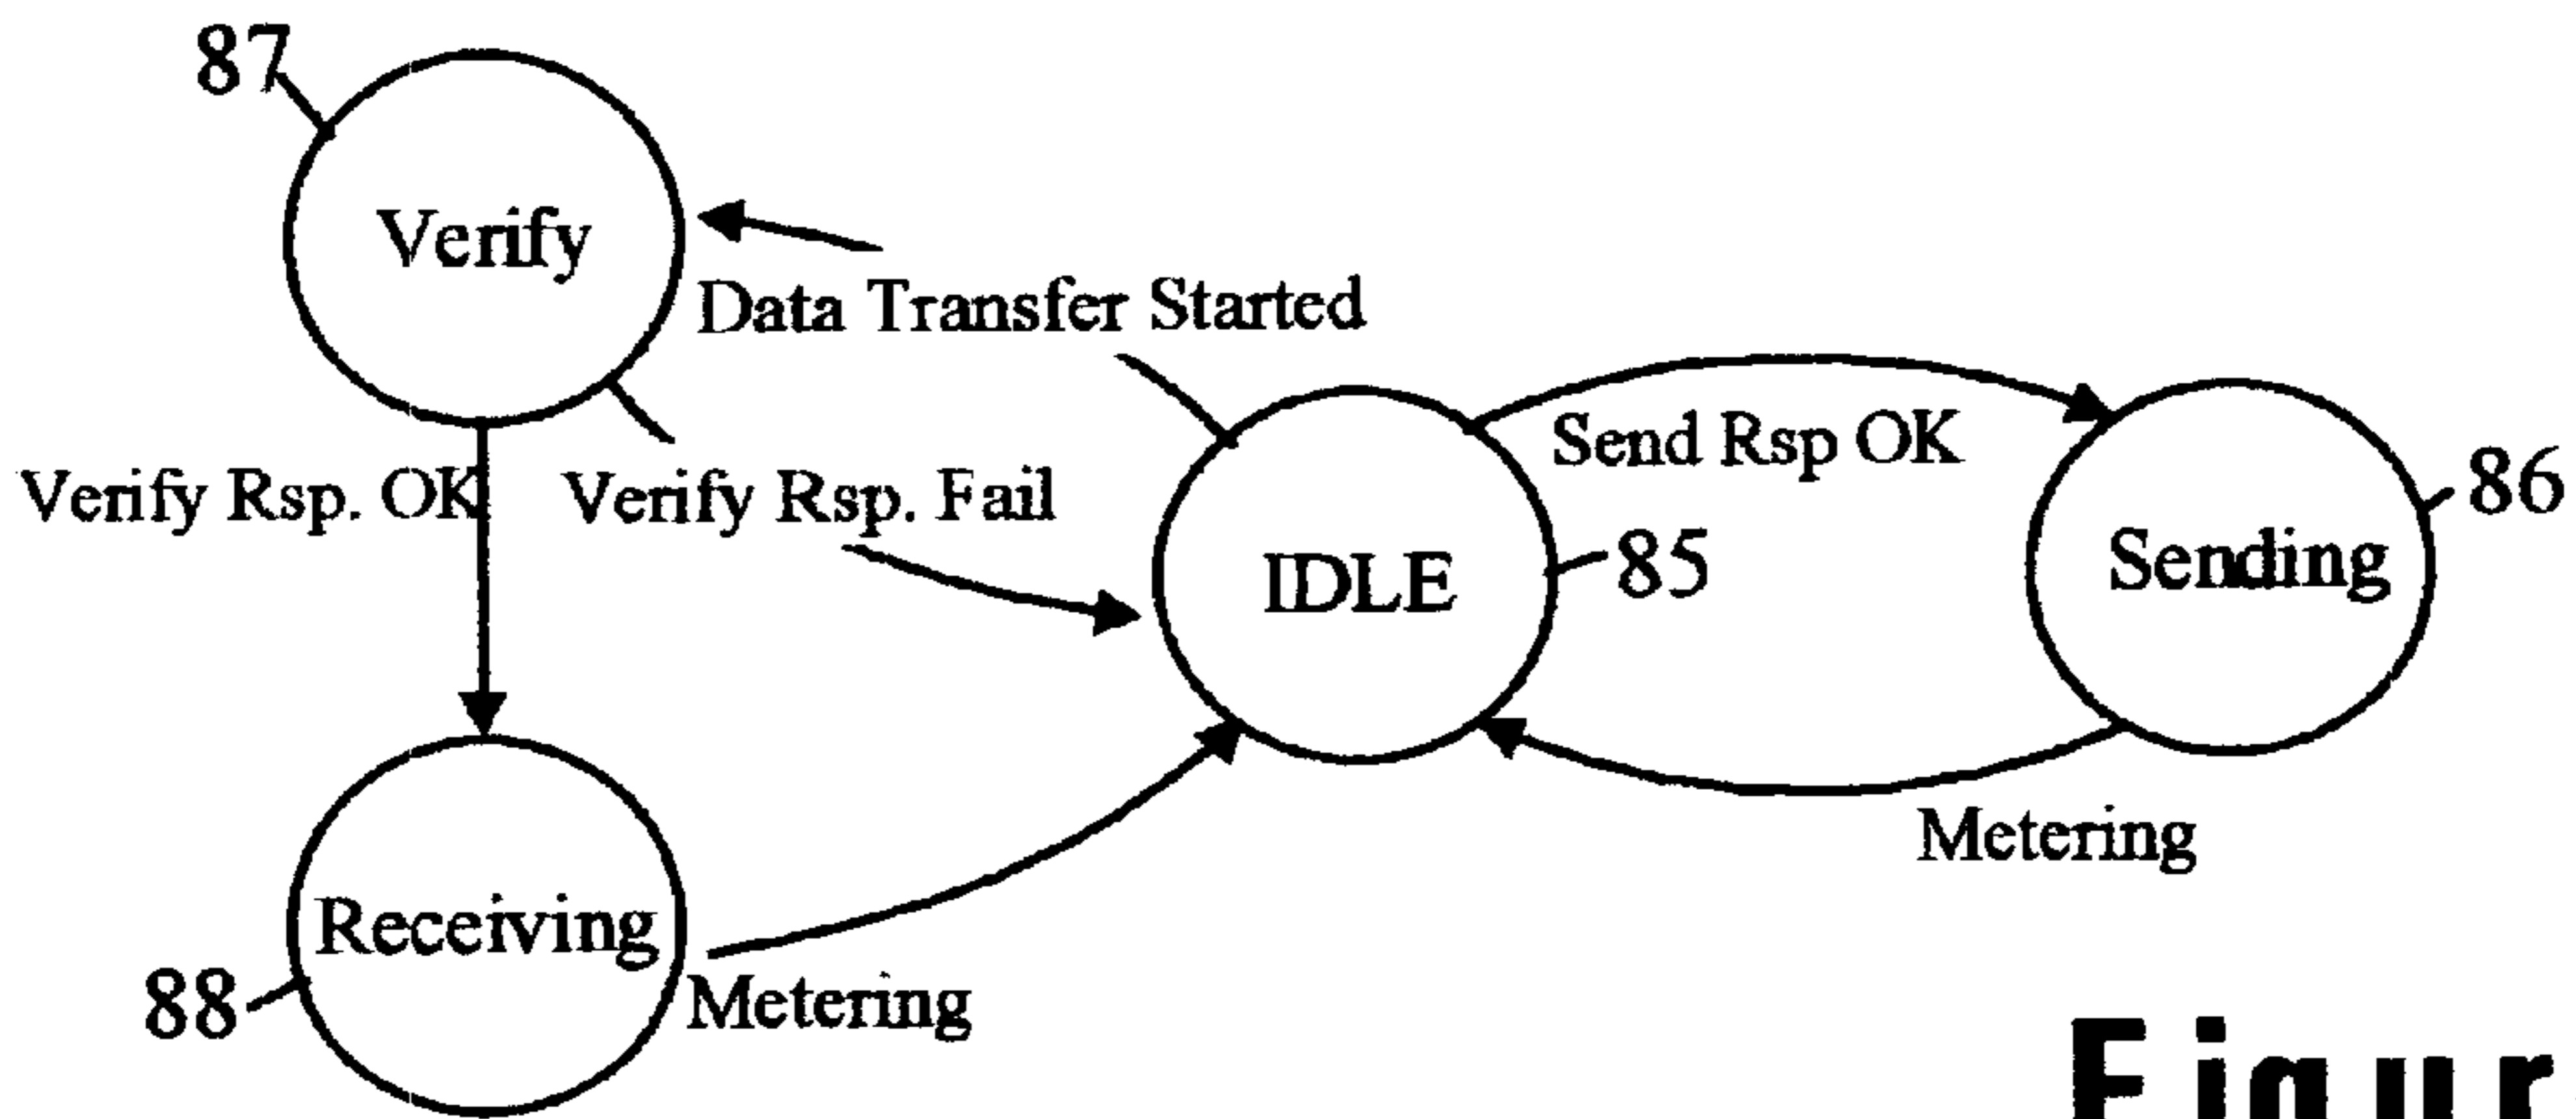 87
Verify
Data Transfer Started
Send Rsp OK
86
Verify Rsp. OK
Verify Rsp. Fail
IDLE
85
Sending
Metering
Receiving
88
Metering